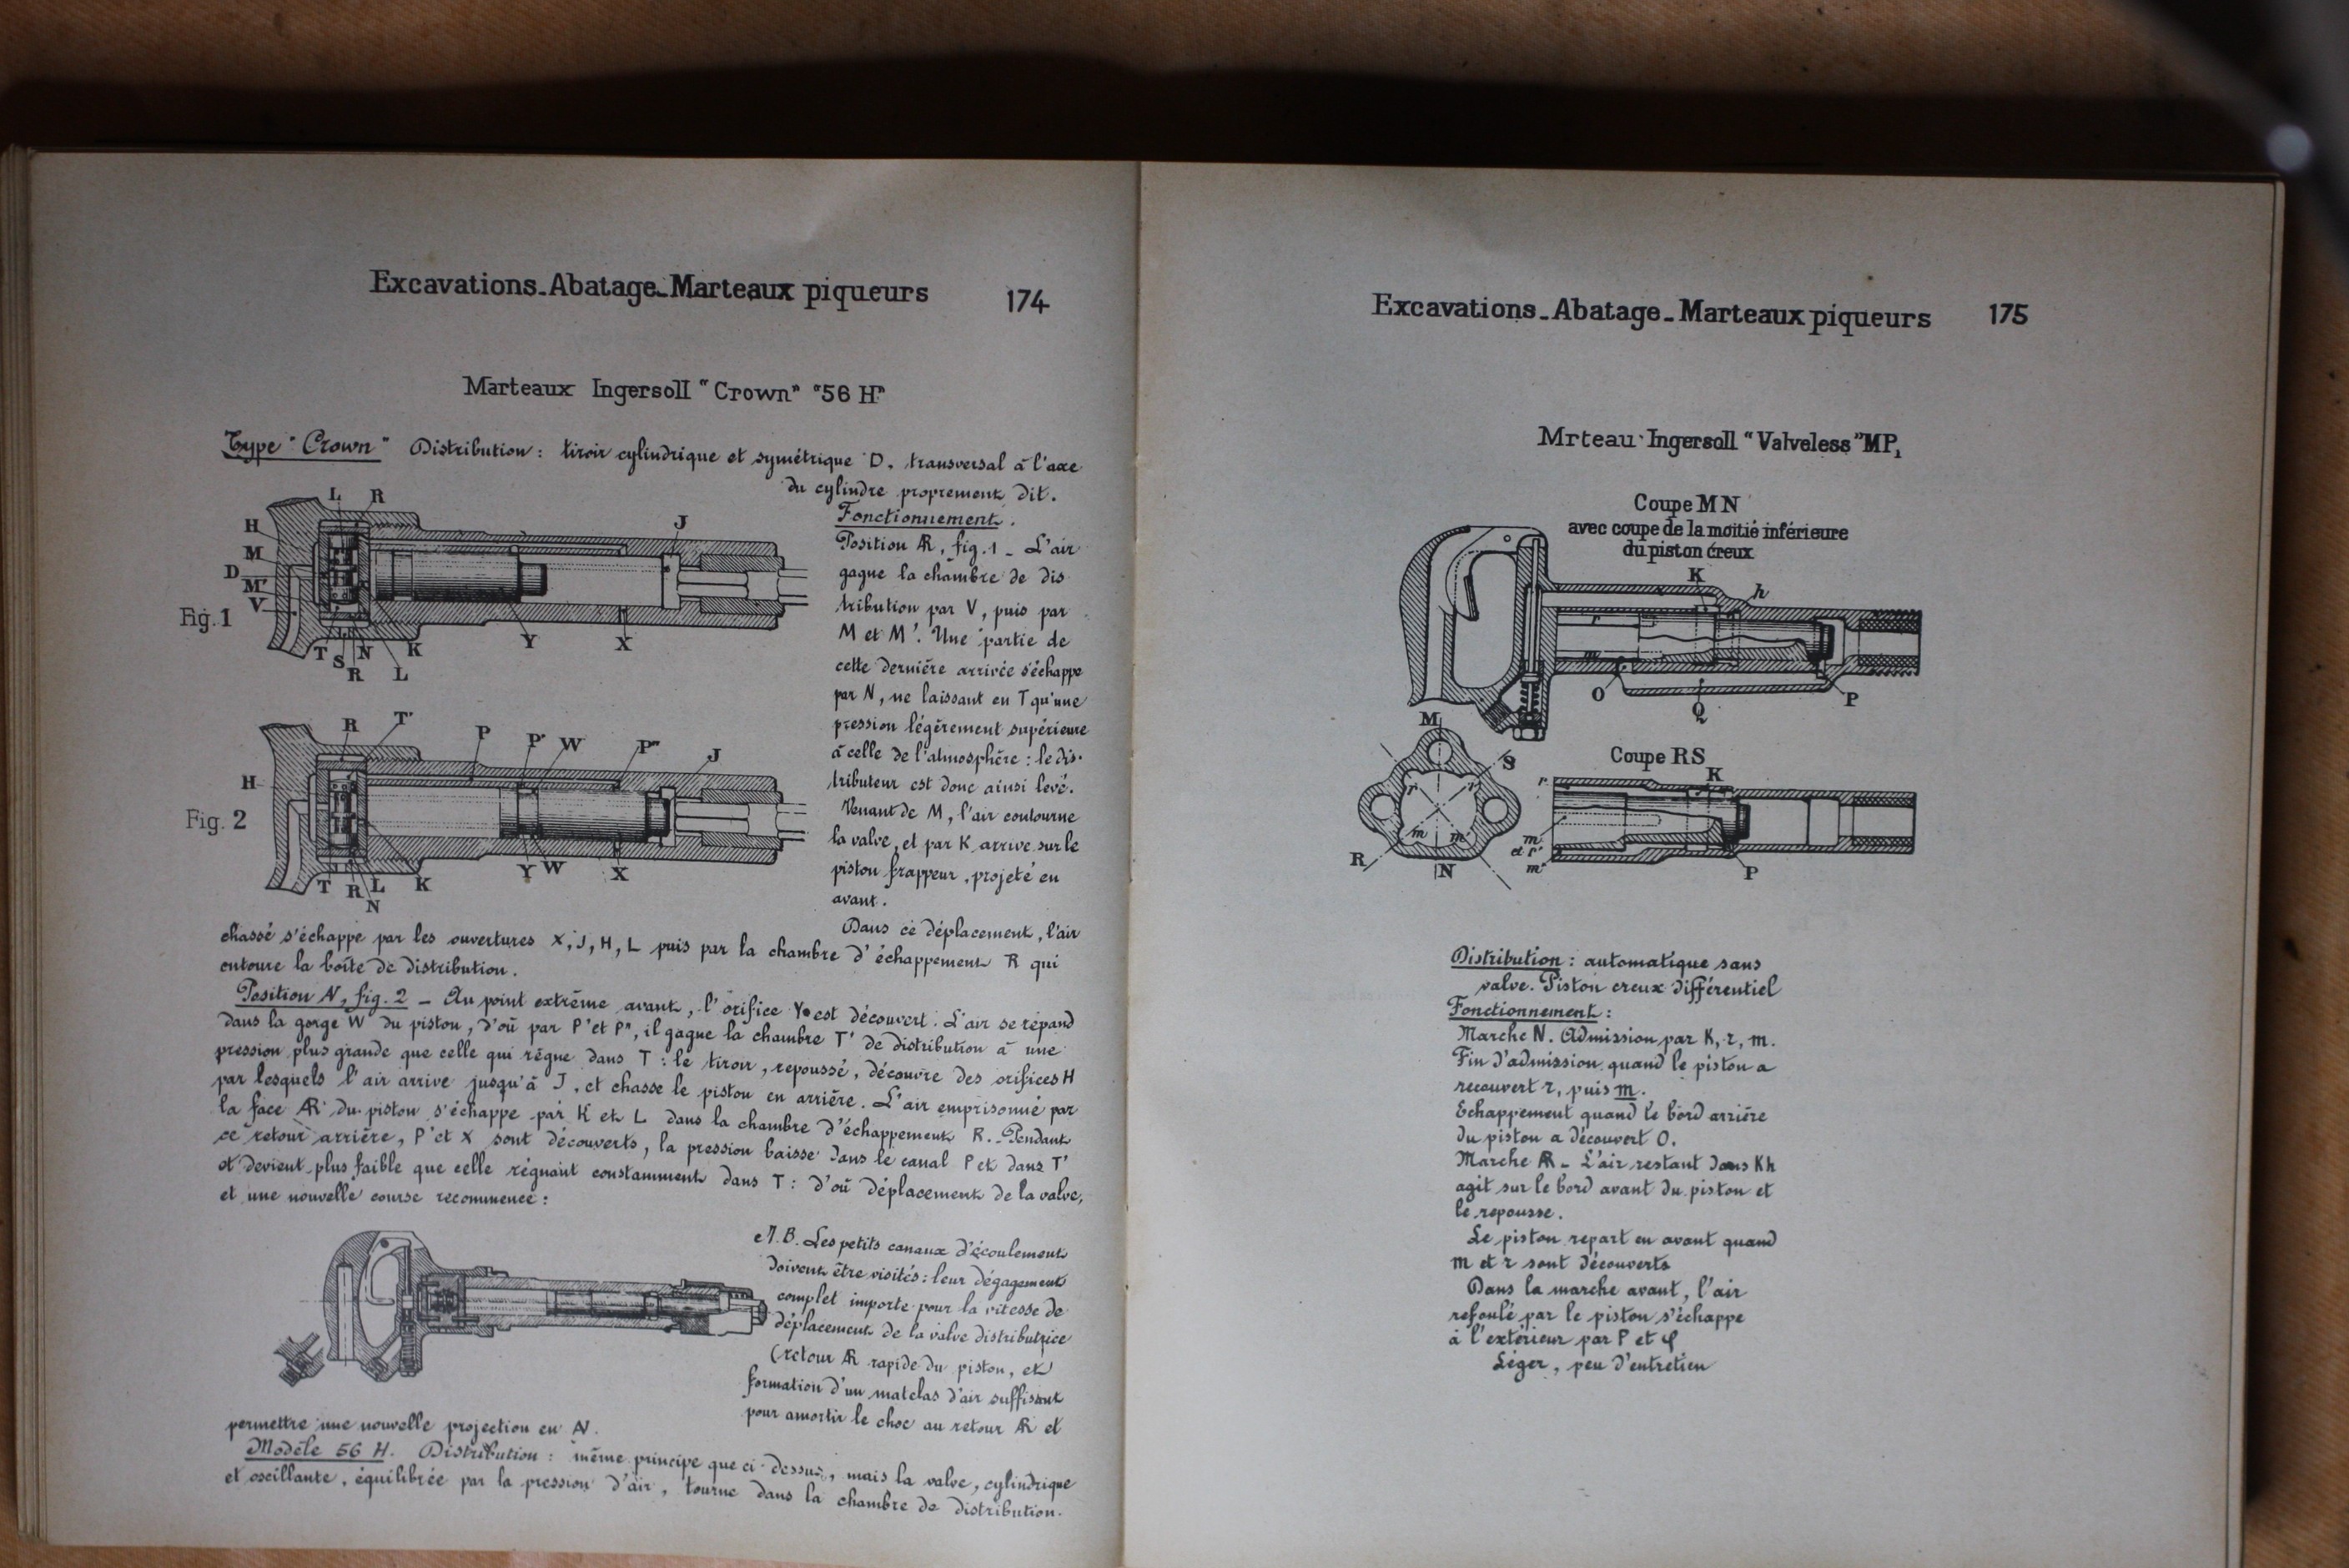 Excavations_Abatage_Marteaux piqueurs 174
Marteaux Ingersoll "Crown" "56 H"
Type "Crown" Distribution : tiroir cylindrique et symétrique D, transversal à l'axe
du cylindre proprement dit.
Fonctionnement.
Position AR, fig. 1 _ L'air
gagne la chambre de dis
tribution par V, puis par
M et M'. Une partie de
cette dernière arrivée s'échappe
par N, ne laissant en T qu'une
pression légèrement supérieure
à celle de l'atmosphère : le dis-
tributeur est donc ainsi levé.
Venant de M, l'air contourne
la valve, et par K arrive sur le
piston frappeur, projeté en
avant.
Dans ce déplacement, l'air
L R
H
M
D
M'
V
J
Fig. 1
T S N K
R L
Y X
R T' P P' W P" J
H
Fig. 2
T R L K
N
Y W X
chassé s'échappe par les ouvertures X, J, H, L puis par la chambre d'échappement R qui
entoure la boîte de distribution.
Position N, fig. 2 _ Au point extrême avant, l'orifice Y est découvert. L'air se répand
dans la gorge W du piston, d'où par P' et P", il gagne la chambre T' de distribution à une
pression plus grande que celle qui règne dans T : le tiroir, repoussé, découvre des orifices H
par lesquels l'air arrive jusqu'à J, et chasse le piston en arrière. L'air emprisonné par
la face AR du piston s'échappe par K et L dans la chambre d'échappement R. _ Pendant
ce retour arrière, P' et X sont découverts, la pression baisse dans le canal P et dans T'
et devient plus faible que celle régnant constamment dans T : d'où déplacement de la valve,
et une nouvelle course recommence :
N.B. Les petits canaux d'écoulement
doivent être visités : leur dégagement
complet importe pour la vitesse de
déplacement de la valve distributrice
(retour AR rapide du piston, et
formation d'un matelas d'air suffisant
pour amortir le choc au retour AR et
permettre une nouvelle projection en AV.
Modèle 56 H. Distribution : même principe que ci-dessus, mais la valve, cylindrique
et oscillante, équilibrée par la pression d'air, tourne dans la chambre de distribution.
Excavations_Abatage_Marteaux piqueurs 175
Mrteau Ingersoll "Valveless" MP1
Coupe MN
avec coupe de la moitié inférieure
du piston creux
K h
r
m
O Q P
M
S
r r
m m'
R N
Coupe RS
r K
m
et r'
m'
P
Distribution : automatique sans
valve. Piston creux différentiel
Fonctionnement :
Marche N. Admission par K, r, m.
Fin d'admission quand le piston a
recouvert r, puis m.
Echappement quand le bord arrière
du piston a découvert O.
Marche AR _ L'air restant dans Kh
agit sur le bord avant du piston et
le repousse.
Le piston repart en avant quand
m et r sont découverts
Dans la marche avant, l'air
refoulé par le piston s'échappe
à l'extérieur par P et Q
Léger, peu d'entretien